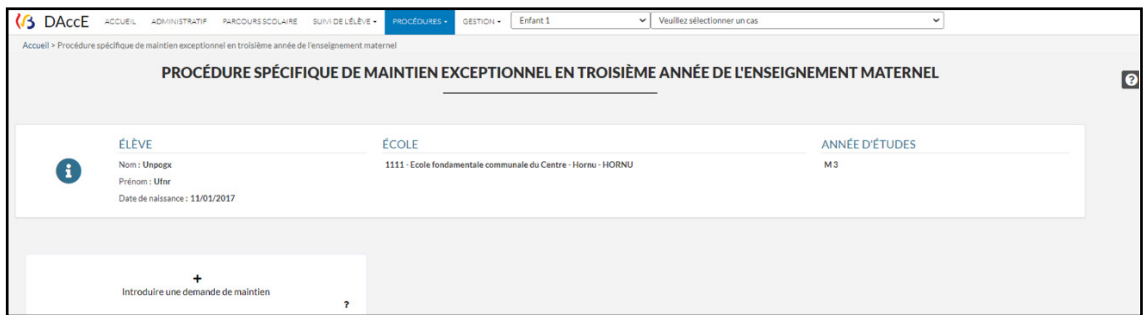 DAccE ACCUEIL ADMINISTRATIF PARCOURS SCOLAIRE SUIVI DE L'ÉLÈVE PROCÉDURES GESTION Enfant 1 Veuillez sélectionner un cas
Accueil > Procédure spécifique de maintien exceptionnel en troisième année de l'enseignement maternel
PROCÉDURE SPÉCIFIQUE DE MAINTIEN EXCEPTIONNEL EN TROISIÈME ANNÉE DE L'ENSEIGNEMENT MATERNEL
?
ÉLÈVE
Nom : Unpogx
Prénom : Ufnr
Date de naissance : 11/01/2017
ÉCOLE
1111 - Ecole fondamentale communale du Centre - Hornu - HORNU
ANNÉE D'ÉTUDES
M 3
+
Introduire une demande de maintien
?